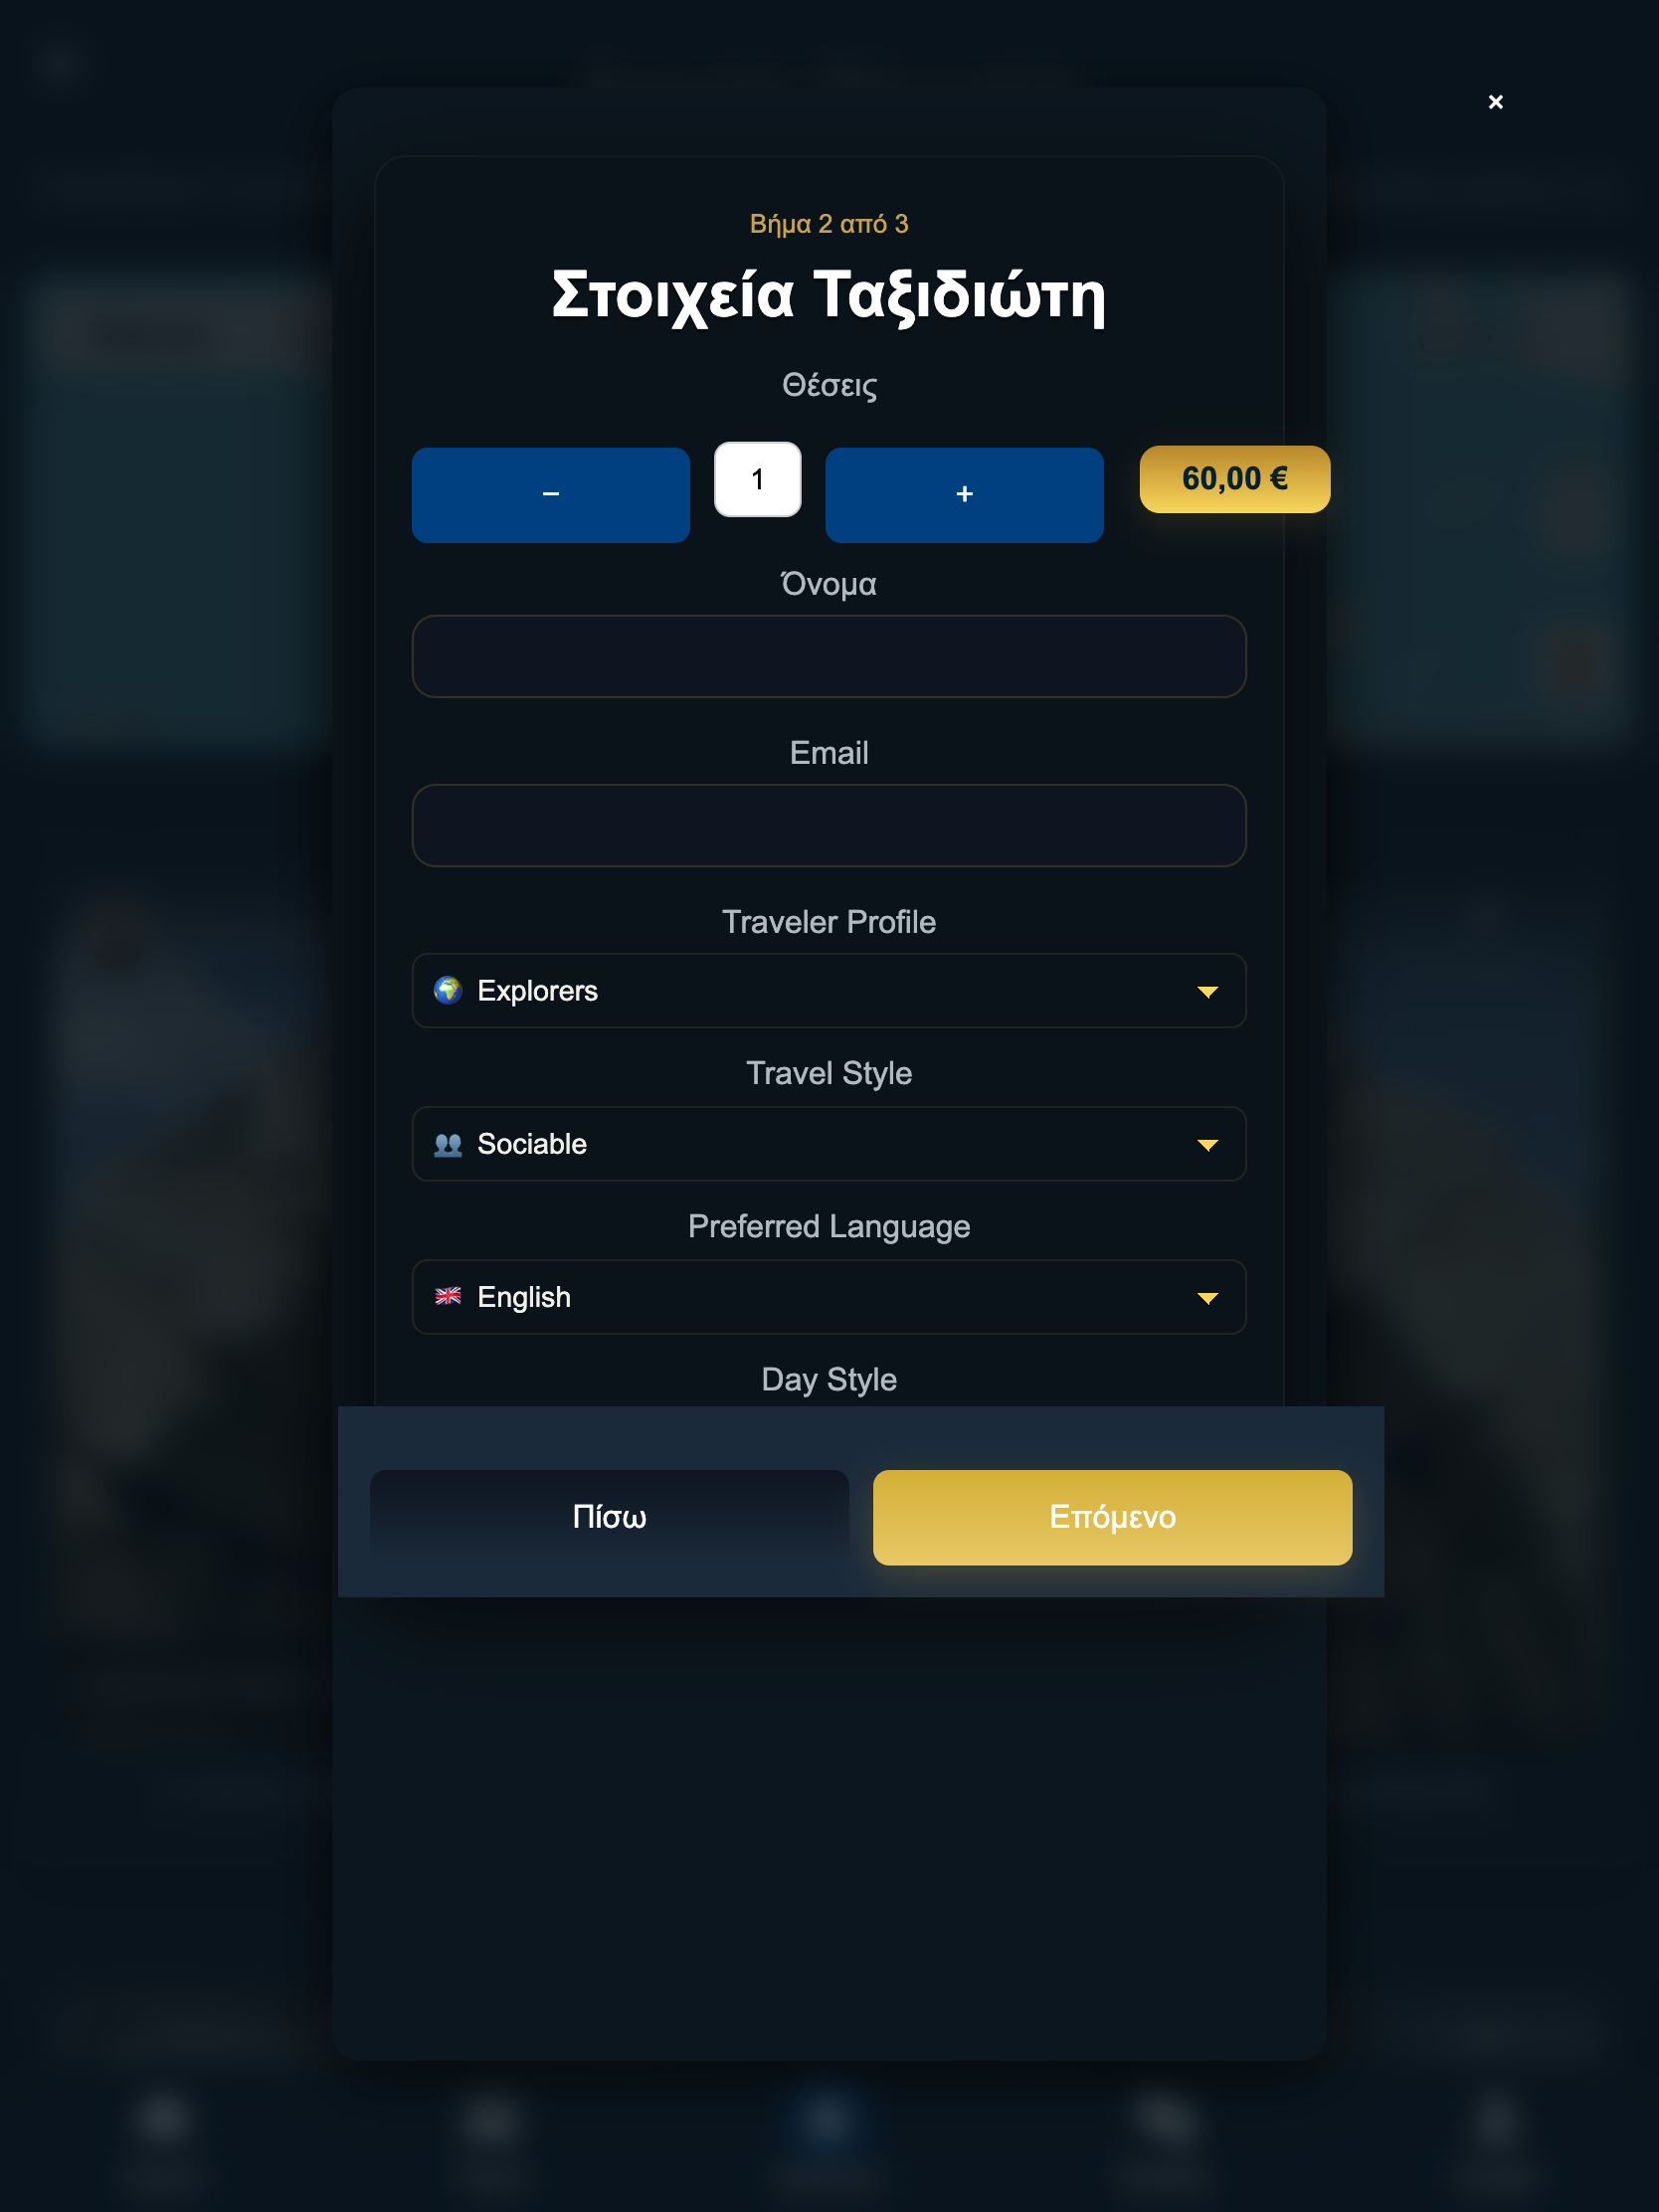 ×
Βήμα 2 από 3
Στοιχεία Ταξιδιώτη
Θέσεις
− 1 + 60,00 €
Όνομα
Email
Traveler Profile
🌍 Explorers
Travel Style
👥 Sociable
Preferred Language
🇬🇧 English
Day Style
Πίσω Επόμενο